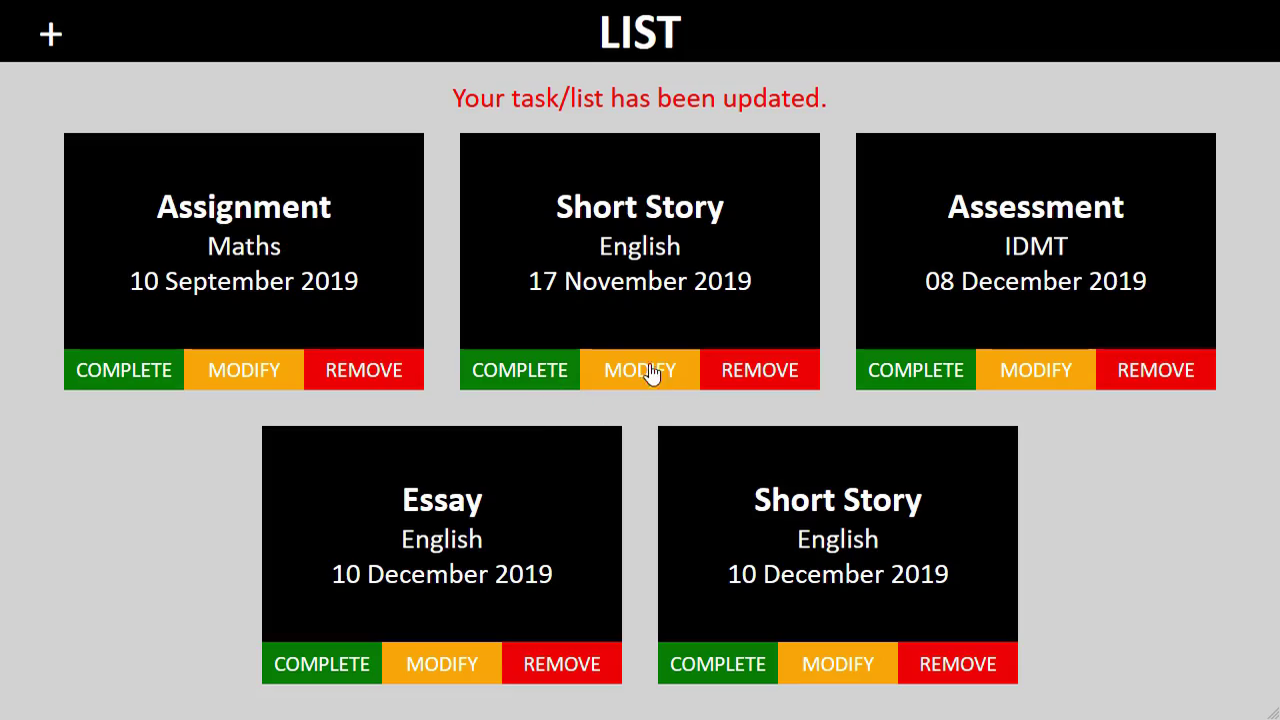 +
LIST
Your task/list has been updated.
Assignment
Maths
10 September 2019
COMPLETE MODIFY REMOVE
Short Story
English
17 November 2019
COMPLETE MODIFY REMOVE
Assessment
IDMT
08 December 2019
COMPLETE MODIFY REMOVE
Essay
English
10 December 2019
COMPLETE MODIFY REMOVE
Short Story
English
10 December 2019
COMPLETE MODIFY REMOVE